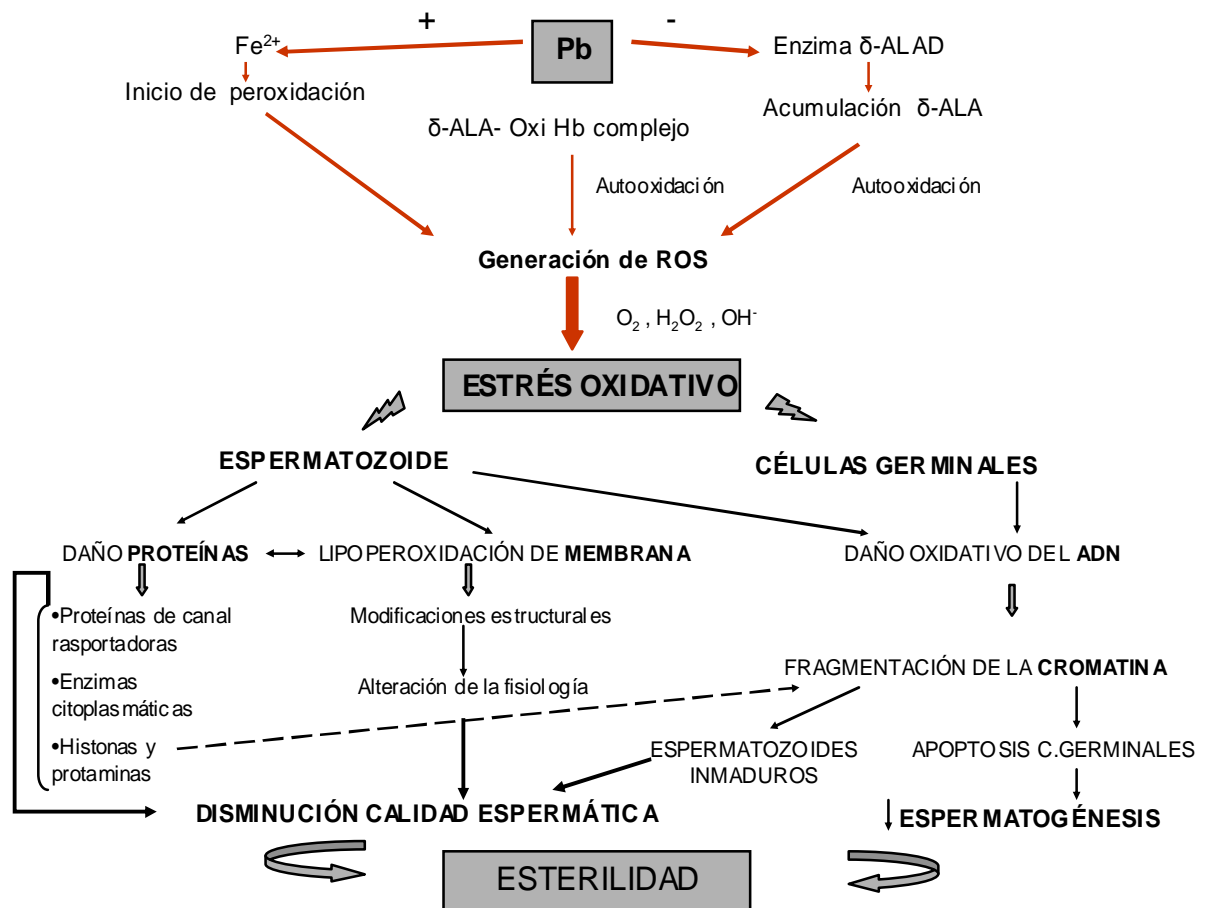 +
-
Fe2+
Pb
Enzima δ-ALAD
Inicio de peroxidación
Acumulación δ-ALA
δ-ALA- Oxi Hb complejo
Autooxidación
Autooxidación
Generación de ROS
O2 , H2O2 , OH-
ESTRÉS OXIDATIVO
ESPERMATOZOIDE
CÉLULAS GERMINALES
DAÑO PROTEÍNAS
LIPOPEROXIDACIÓN DE MEMBRANA
DAÑO OXIDATIVO DEL ADN
•Proteínas de canal
rasportadoras
•Enzimas
citoplasmáticas
•Histonas y
protaminas
Modificaciones estructurales
Alteración de la fisiología
FRAGMENTACIÓN DE LA CROMATINA
ESPERMATOZOIDES
INMADUROS
APOPTOSIS C.GERMINALES
DISMINUCIÓN CALIDAD ESPERMÁTICA
ESPERMATOGÉNESIS
ESTERILIDAD